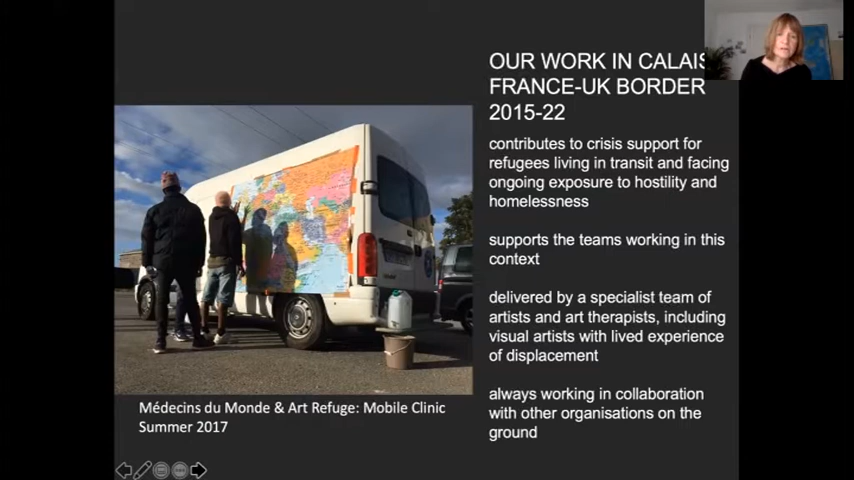 OUR WORK IN CALAIS
FRANCE-UK BORDER
2015-22
contributes to crisis support for
refugees living in transit and facing
ongoing exposure to hostility and
homelessness
supports the teams working in this
context
delivered by a specialist team of
artists and art therapists, including
visual artists with lived experience
of displacement
always working in collaboration
with other organisations on the
ground
Médecins du Monde & Art Refuge: Mobile Clinic
Summer 2017